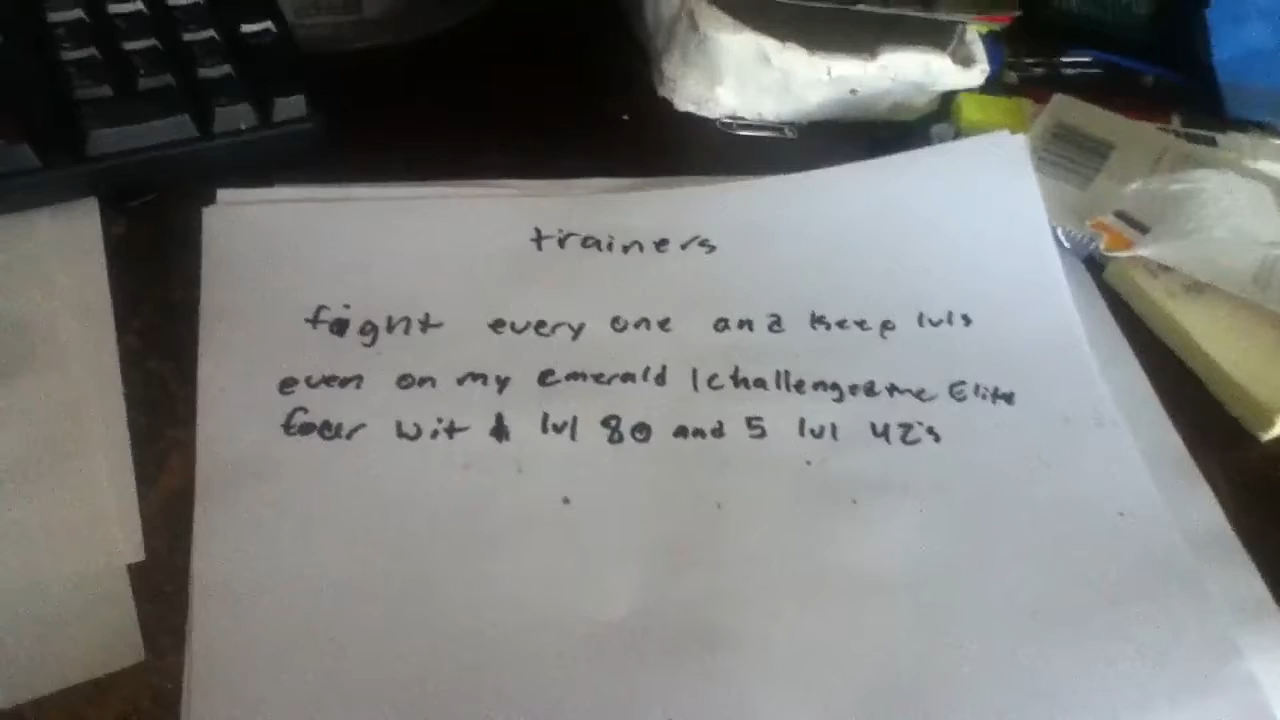 trainers
fight every one and keep lvls
even on my emerald I challenged the Elite
four wit 1 lvl 80 and 5 lvl 42's